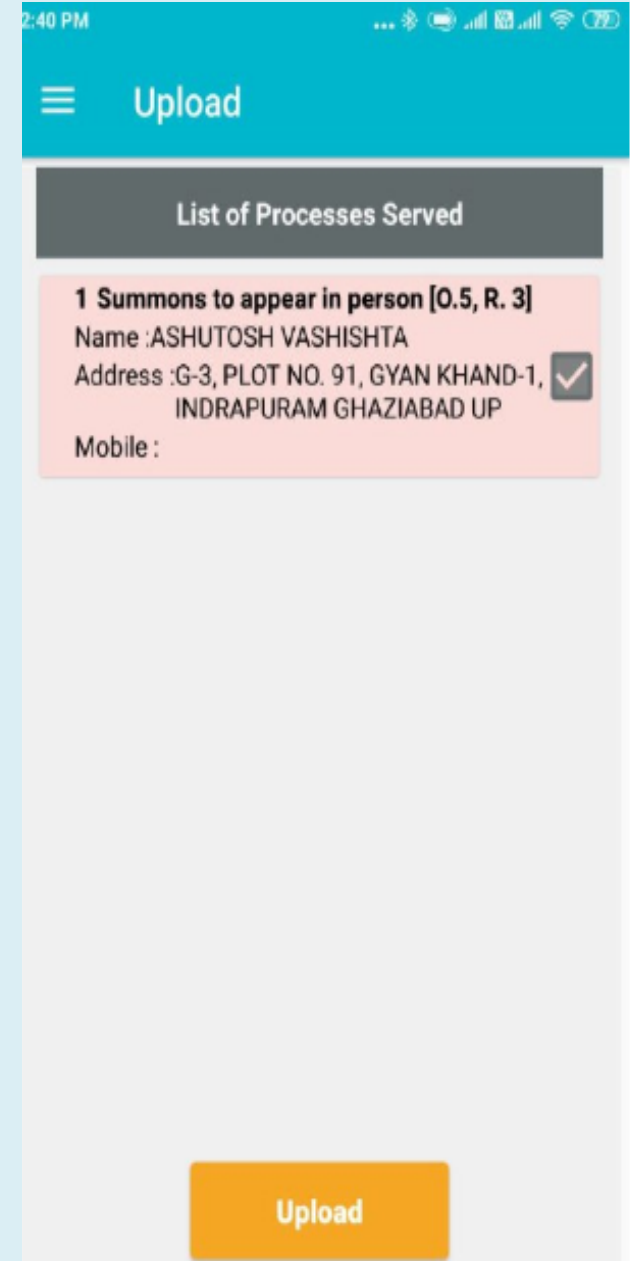 2:40 PM ... 79
Upload
List of Processes Served
1 Summons to appear in person [O.5, R. 3]
Name :ASHUTOSH VASHISHTA
Address :G-3, PLOT NO. 91, GYAN KHAND-1,
INDRAPURAM GHAZIABAD UP
Mobile :
Upload